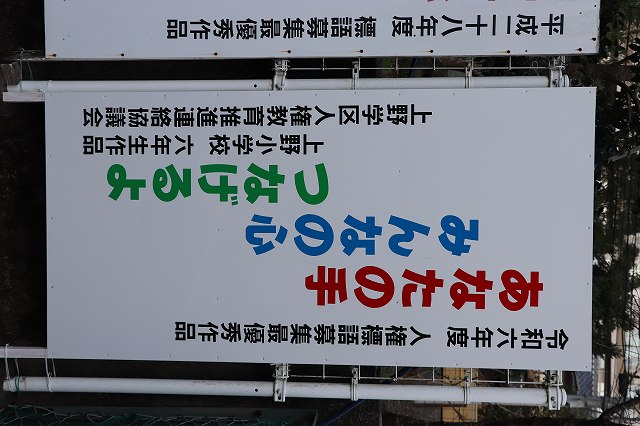 令和六年度 人権標語募集最優秀作品
あなたの手
みんなの心
つなげるよ
上野小学校 六年生作品
上野学区人権教育推進連絡協議会
平成二十八年度 標語募集最優秀作品